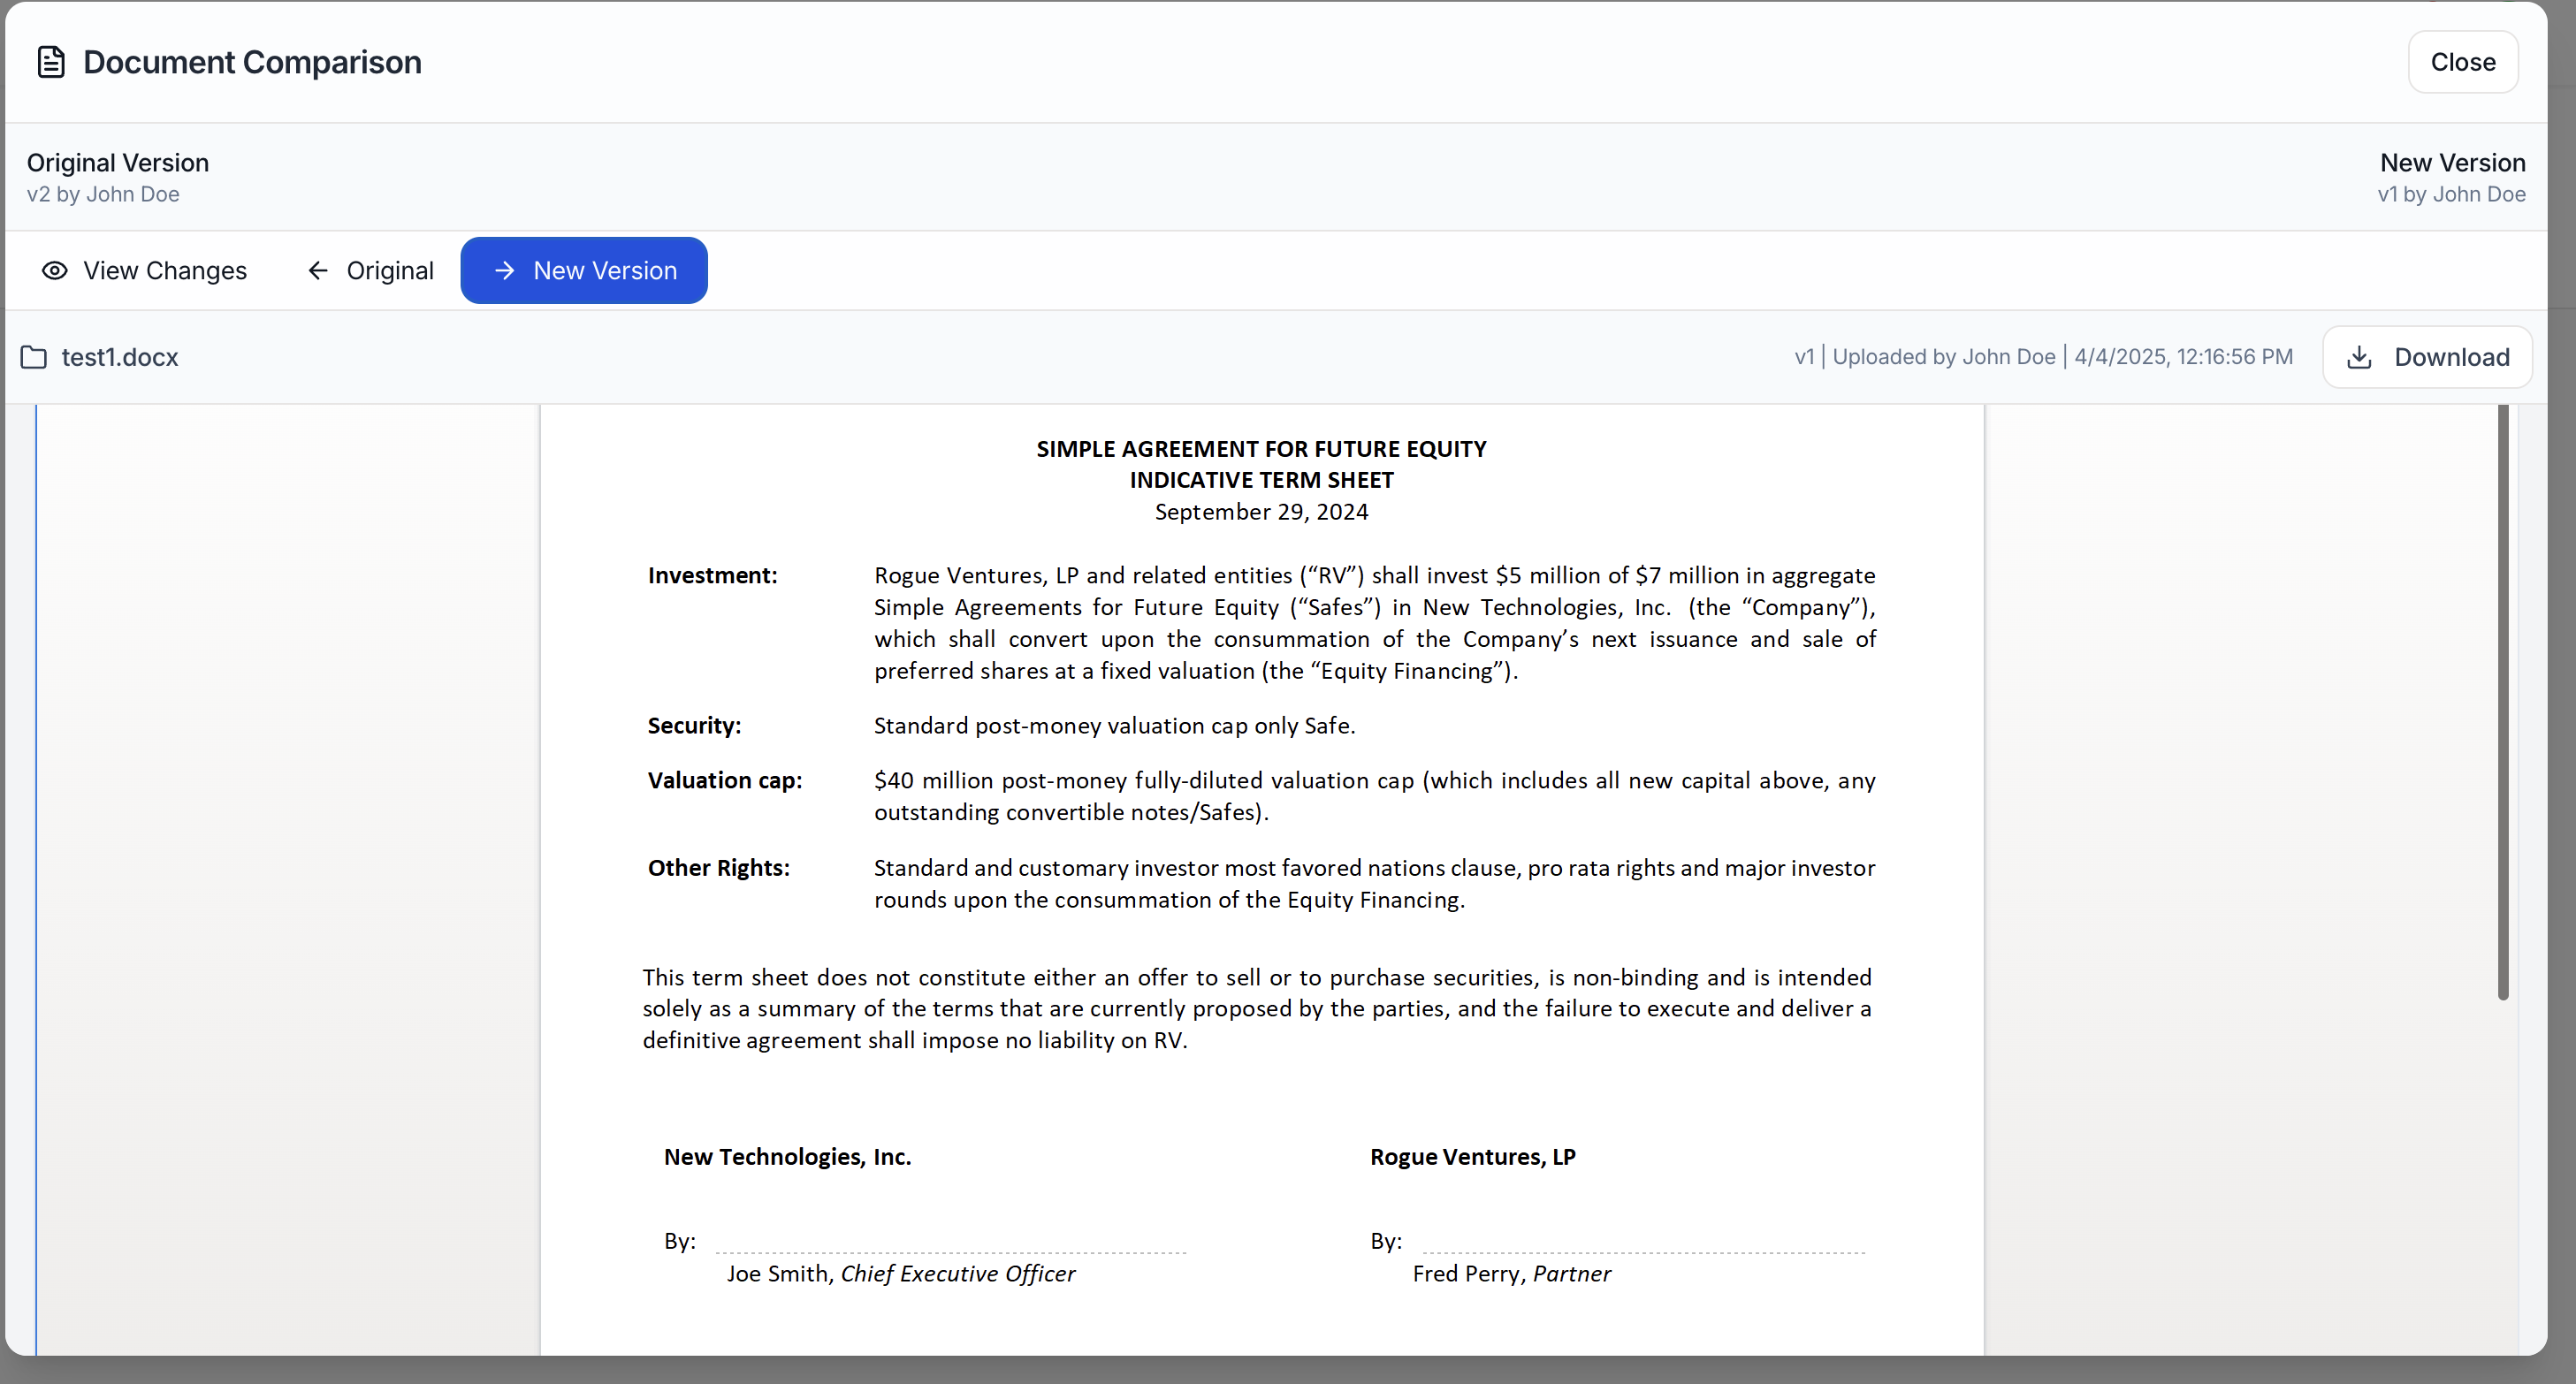 Document Comparison
Close
Original Version
New Version
v2 by John Doe
v1 by John Doe
View Changes
Original
New Version
test1.docx
v1 | Uploaded by John Doe | 4/4/2025, 12:16:56 PM
Download
SIMPLE AGREEMENT FOR FUTURE EQUITY
INDICATIVE TERM SHEET
September 29, 2024
Investment:
Rogue Ventures, LP and related entities (“RV”) shall invest $5 million of $7 million in aggregate
Simple Agreements for Future Equity (“Safes”) in New Technologies, Inc. (the “Company”),
which shall convert upon the consummation of the Company’s next issuance and sale of
preferred shares at a fixed valuation (the “Equity Financing”).
Security:
Standard post-money valuation cap only Safe.
Valuation cap:
$40 million post-money fully-diluted valuation cap (which includes all new capital above, any
outstanding convertible notes/Safes).
Other Rights:
Standard and customary investor most favored nations clause, pro rata rights and major investor
rounds upon the consummation of the Equity Financing.
This term sheet does not constitute either an offer to sell or to purchase securities, is non-binding and is intended
solely as a summary of the terms that are currently proposed by the parties, and the failure to execute and deliver a
definitive agreement shall impose no liability on RV.
New Technologies, Inc.
Rogue Ventures, LP
By:
By:
Joe Smith, Chief Executive Officer
Fred Perry, Partner